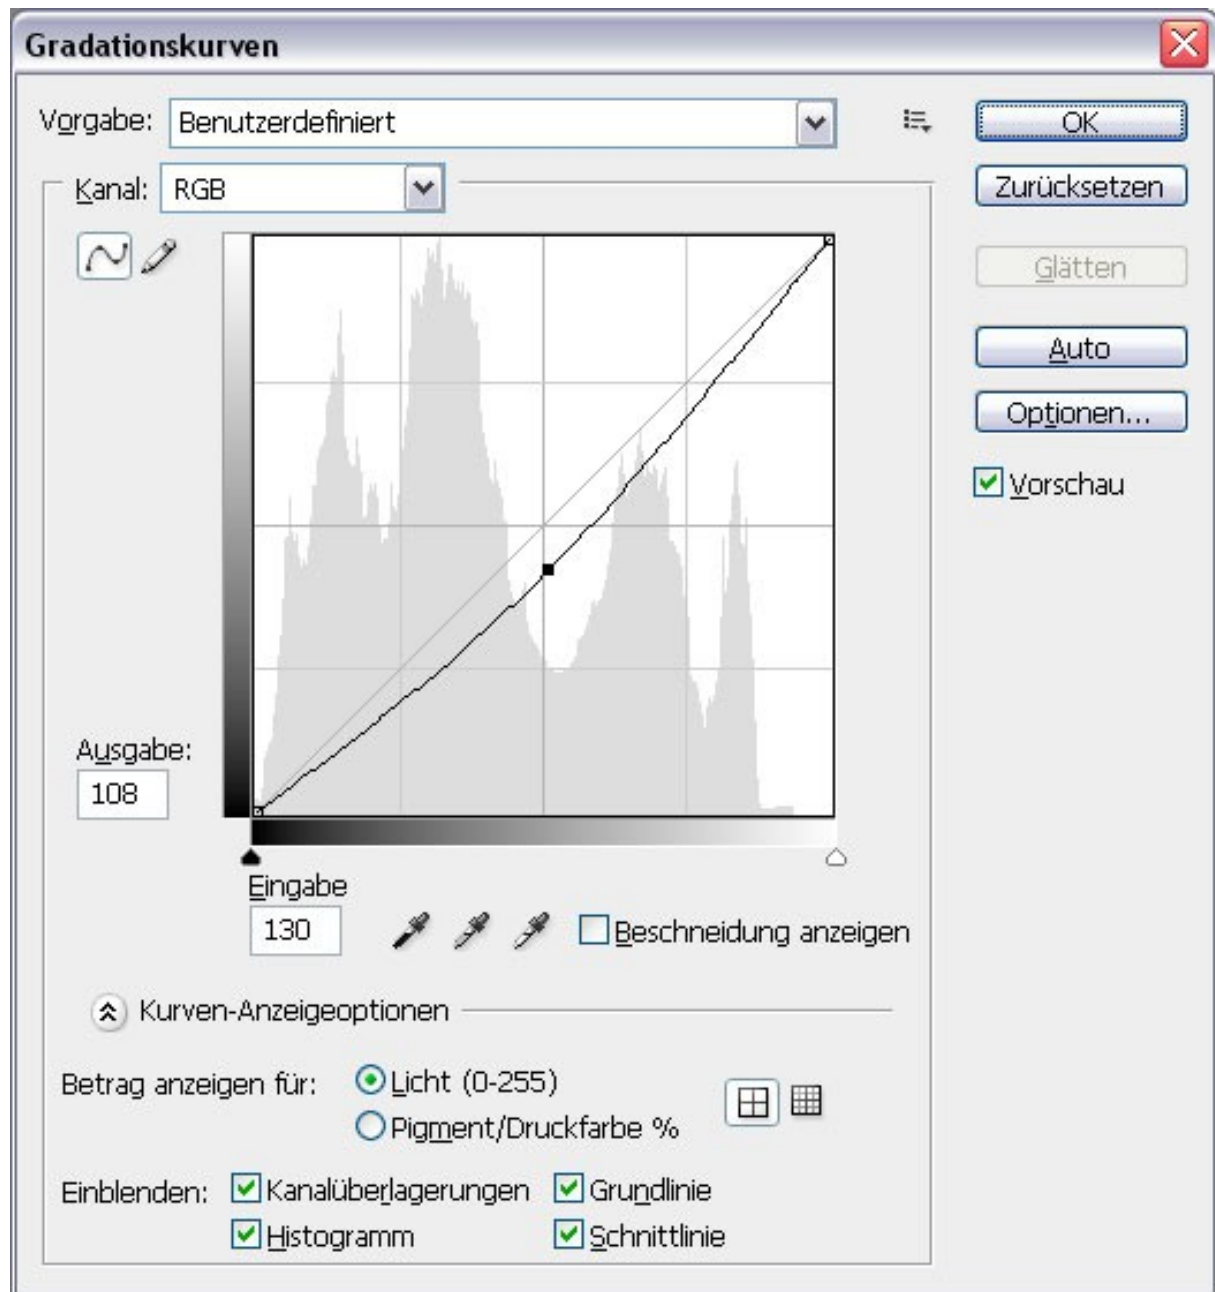 Gradationskurven
Vorgabe: Benutzerdefiniert
OK
Kanal: RGB
Zurücksetzen
Glätten
Auto
Optionen...
Vorschau
Ausgabe:
108
Eingabe
130
Beschneidung anzeigen
Kurven-Anzeigeoptionen
Betrag anzeigen für:
Licht (0-255)
Pigment/Druckfarbe %
Einblenden:
Kanalüberlagerungen
Grundlinie
Histogramm
Schnittlinie